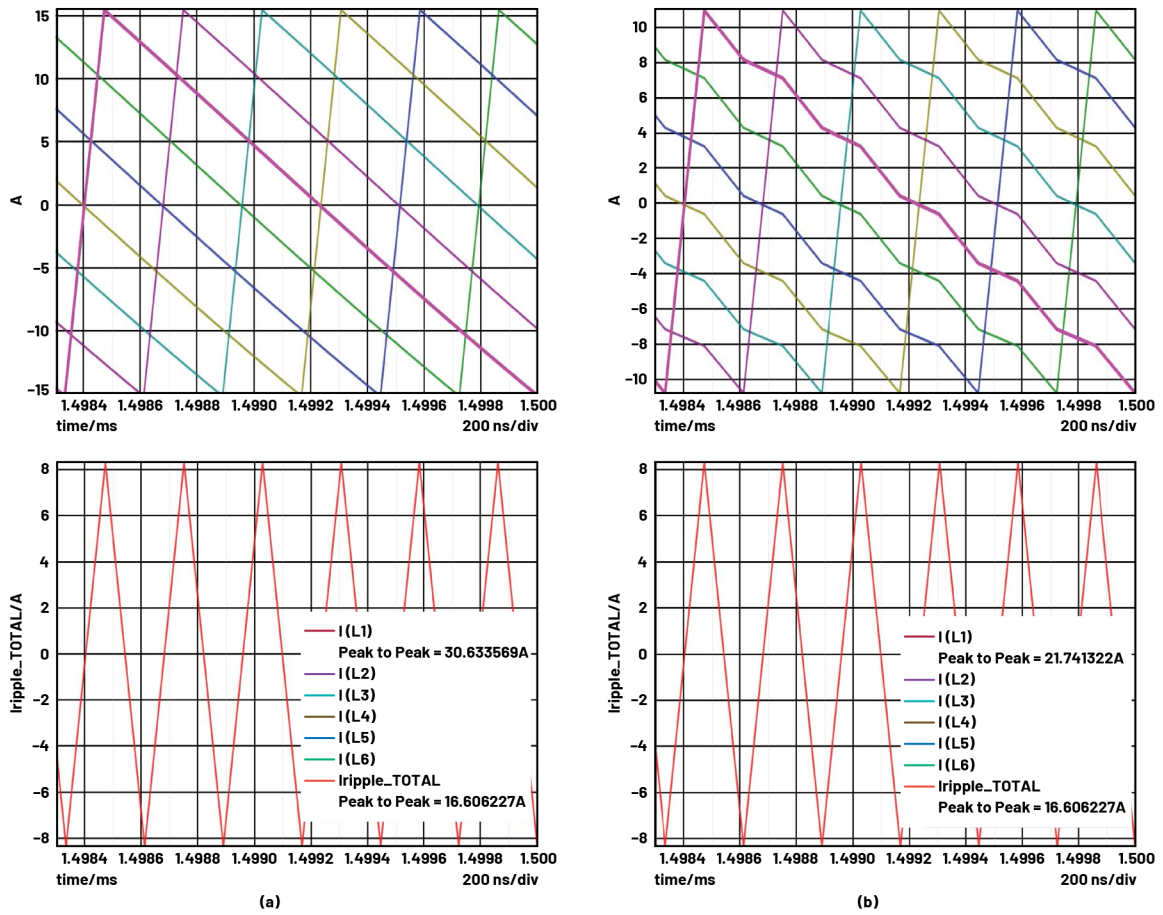 15
10
5
0
−5
−10
−15
A
1.4984 1.4986 1.4988 1.4990 1.4992 1.4994 1.4996 1.4998 1.500
time/ms 200 ns/div
10
8
6
4
2
0
−2
−4
−6
−8
−10
A
1.4984 1.4986 1.4988 1.4990 1.4992 1.4994 1.4996 1.4998 1.500
time/ms 200 ns/div
8
6
4
2
0
−2
−4
−6
−8
Iripple_TOTAL/A
I (L1)
Peak to Peak = 30.633569A
I (L2)
I (L3)
I (L4)
I (L5)
I (L6)
Iripple_TOTAL
Peak to Peak = 16.606227A
1.4984 1.4986 1.4988 1.4990 1.4992 1.4994 1.4996 1.4998 1.500
time/ms 200 ns/div
(a)
8
6
4
2
0
−2
−4
−6
−8
Iripple_TOTAL/A
I (L1)
Peak to Peak = 21.741322A
I (L2)
I (L3)
I (L4)
I (L5)
I (L6)
Iripple_TOTAL
Peak to Peak = 16.606227A
1.4984 1.4986 1.4988 1.4990 1.4992 1.4994 1.4996 1.4998 1.500
time/ms 200 ns/div
(b)